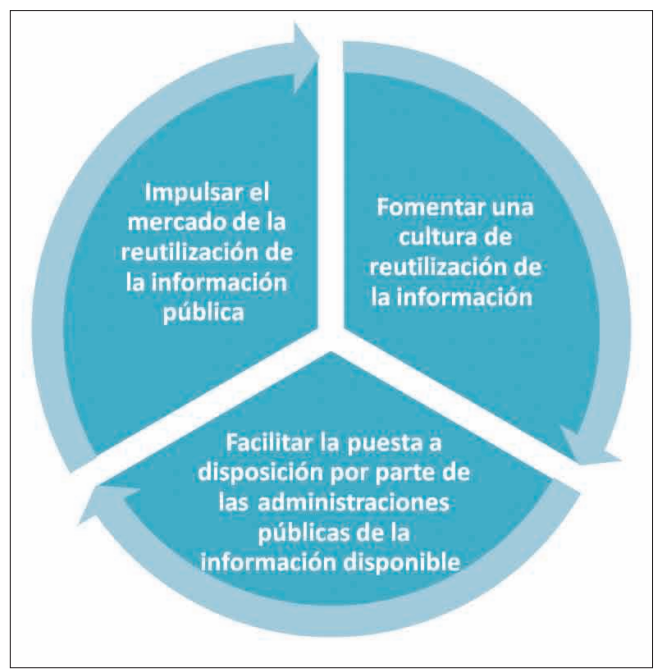 Impulsar el
mercado de la
reutilización de
la información
pública
Fomentar una
cultura de
reutilización de
la información
Facilitar la puesta a
disposición por parte de
las administraciones
públicas de la
información disponible